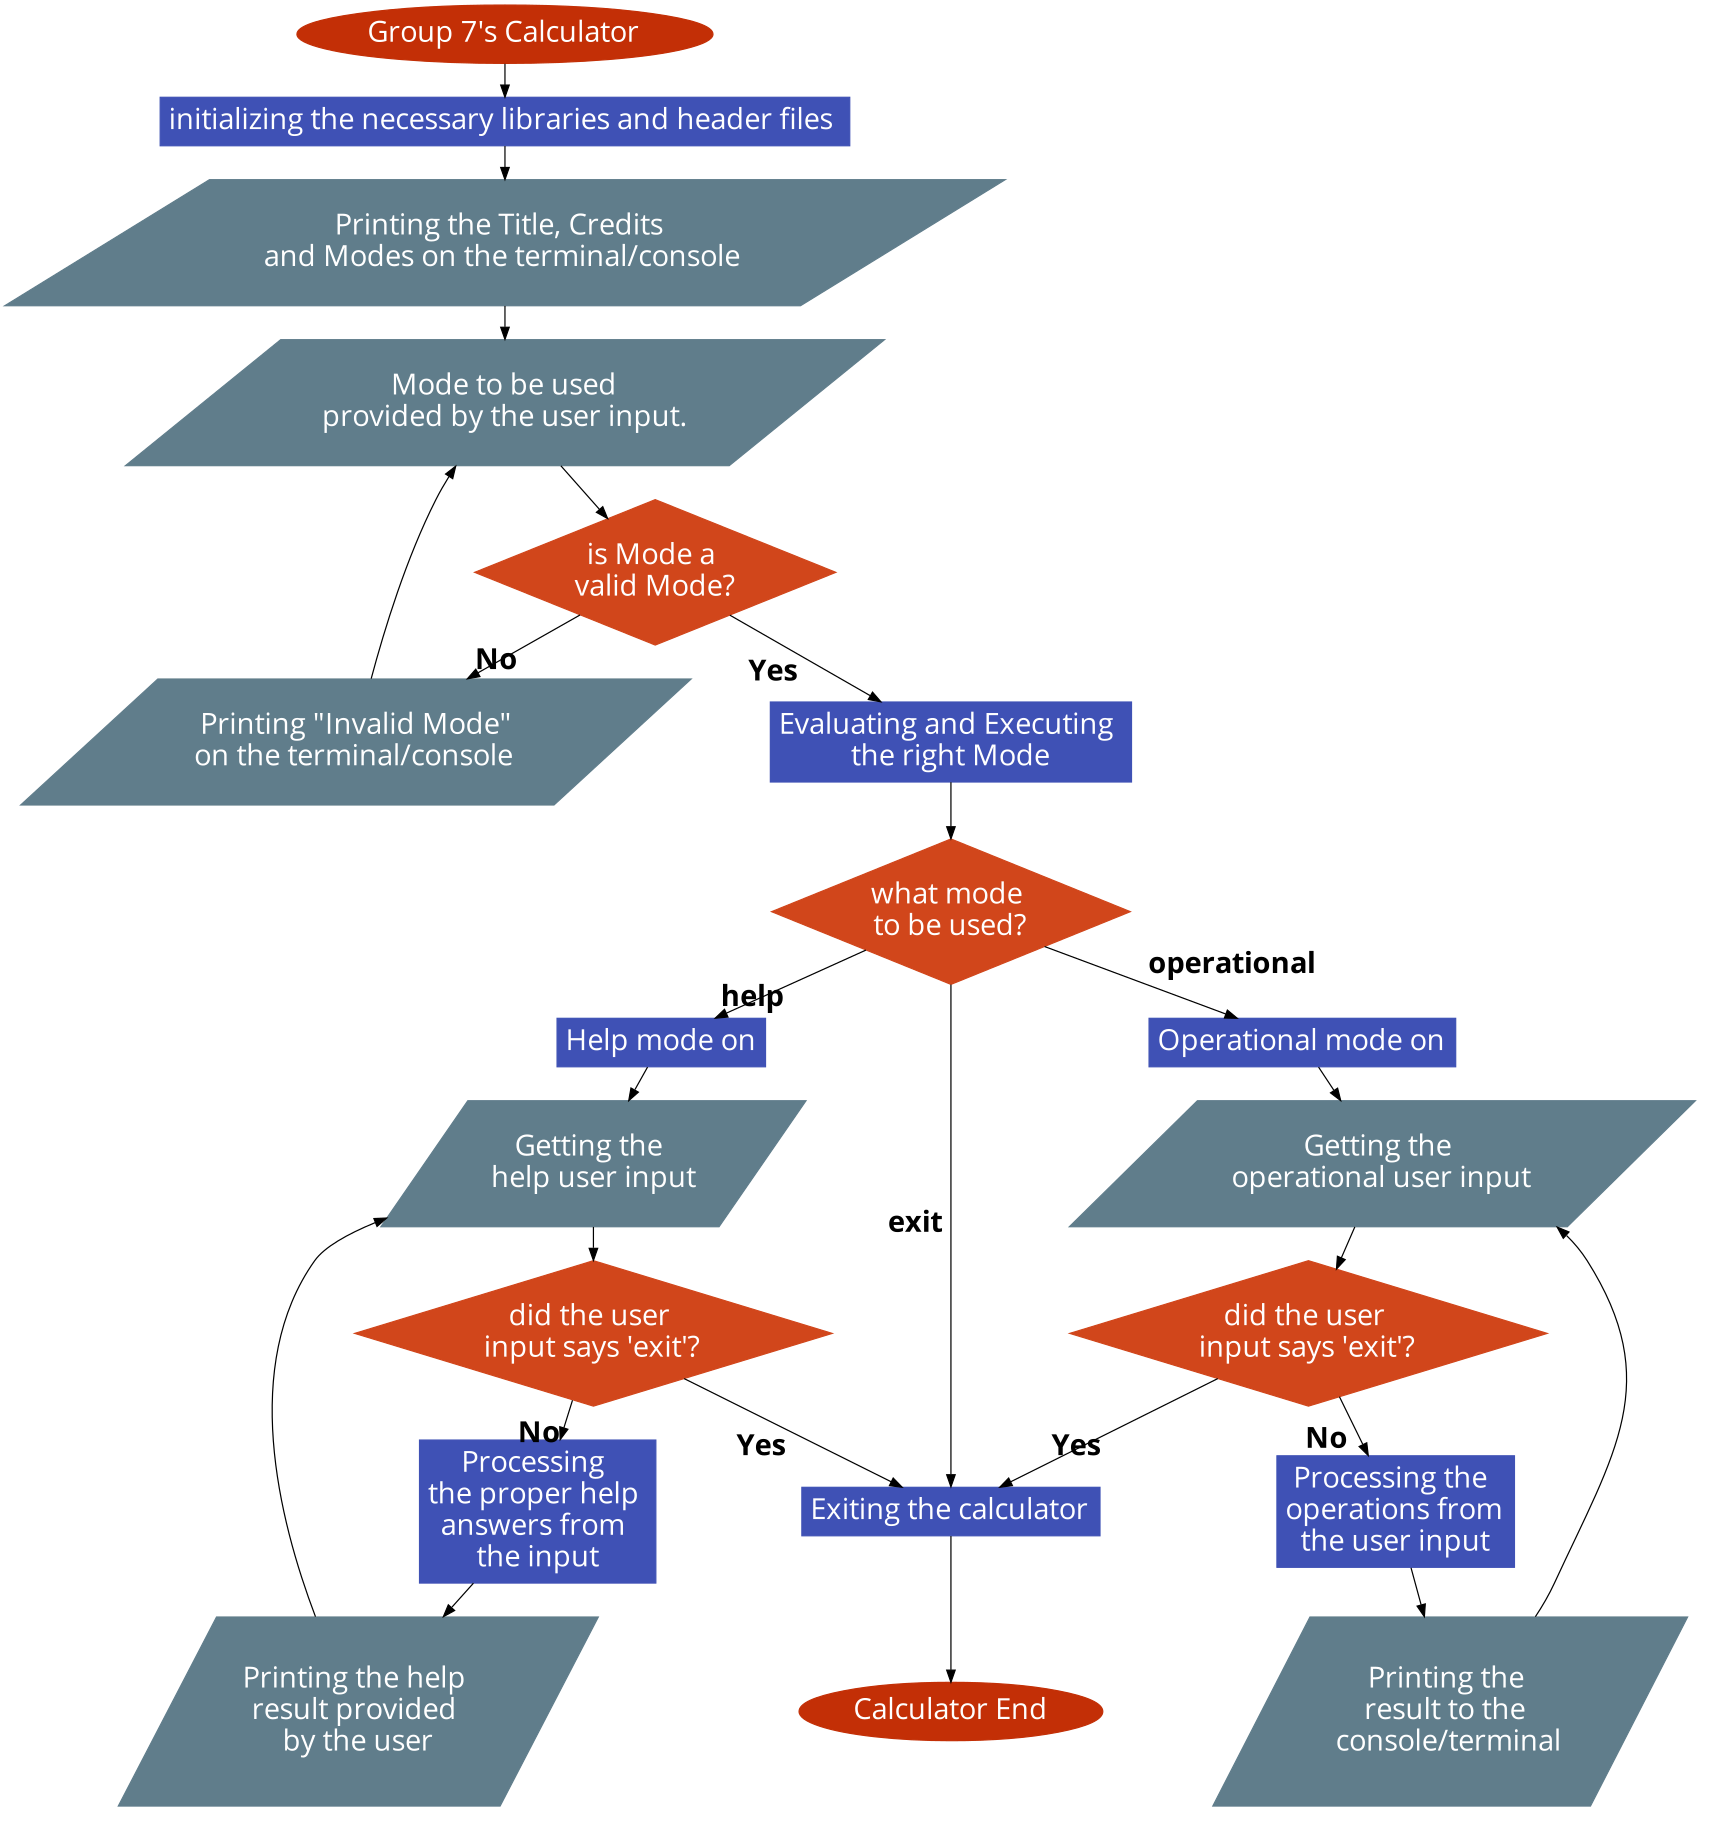 Group 7's Calculator
initializing the necessary libraries and header files
Printing the Title, Credits
and Modes on the terminal/console
Mode to be used
provided by the user input.
is Mode a
valid Mode?
No
Yes
Printing "Invalid Mode"
on the terminal/console
Evaluating and Executing
the right Mode
what mode
to be used?
operational
help
Help mode on
Operational mode on
Getting the
help user input
Getting the
operational user input
exit
did the user
input says 'exit'?
did the user
input says 'exit'?
No
Yes
Yes
No
Processing
the proper help
answers from
the input
Exiting the calculator
Processing the
operations from
the user input
Printing the help
result provided
by the user
Calculator End
Printing the
result to the
console/terminal